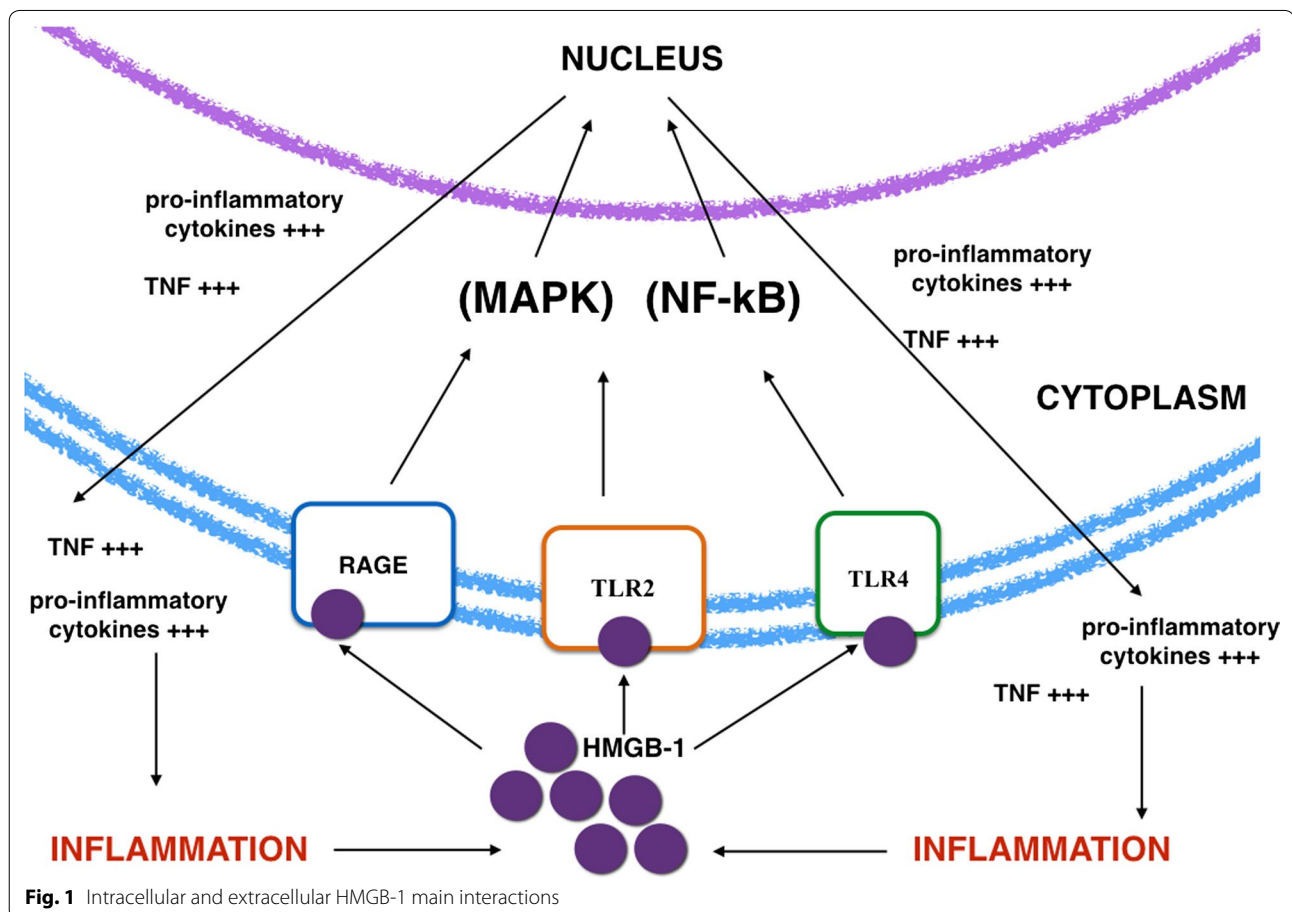 NUCLEUS
pro-inflammatory
cytokines +++
TNF +++
pro-inflammatory
cytokines +++
TNF +++
(MAPK) (NF-kB)
CYTOPLASM
RAGE
TLR2
TLR4
TNF +++
pro-inflammatory
cytokines +++
pro-inflammatory
cytokines +++
TNF +++
HMGB-1
INFLAMMATION
INFLAMMATION
Fig. 1 Intracellular and extracellular HMGB-1 main interactions